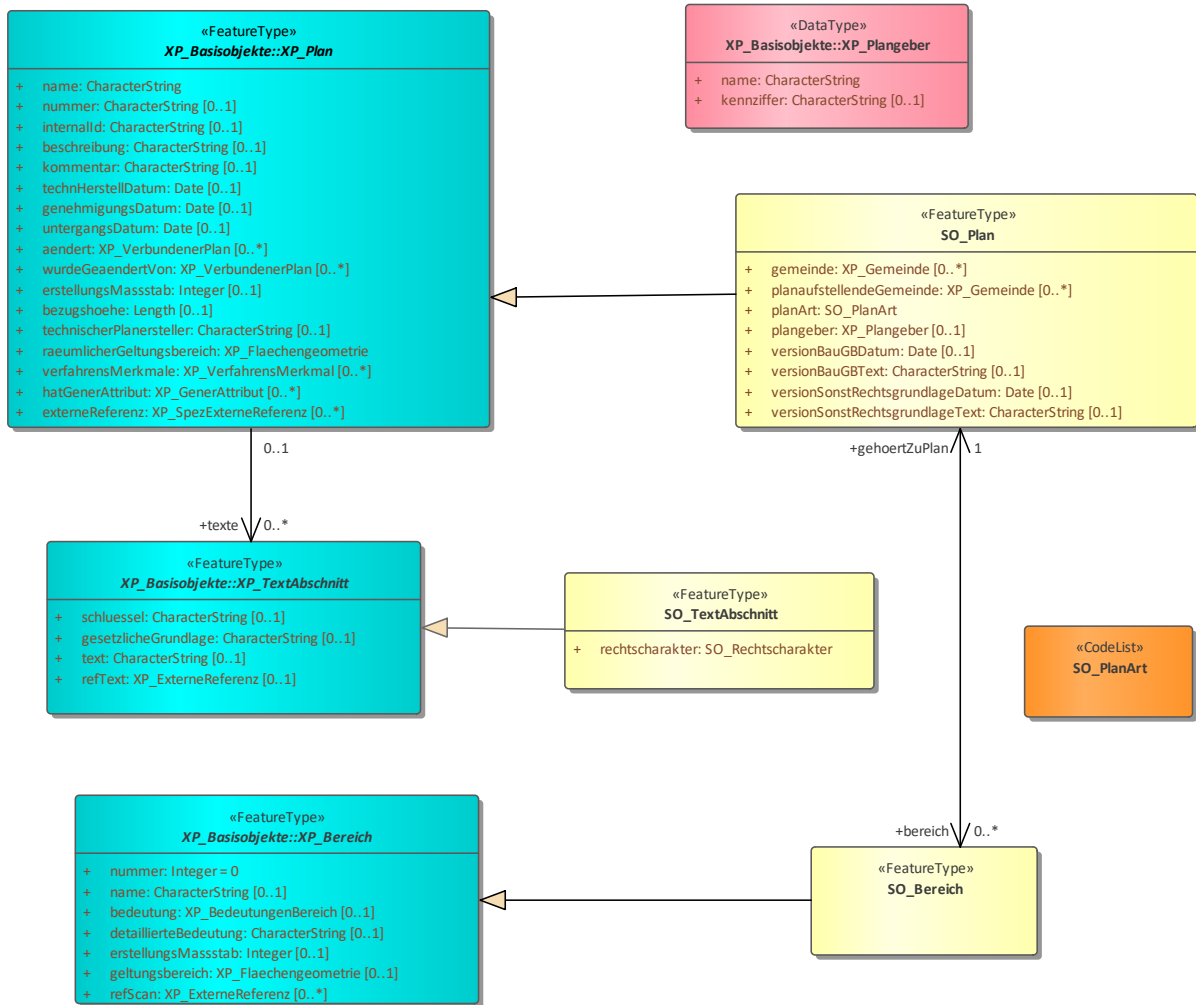 «FeatureType»
XP_Basisobjekte::XP_Plan
+ name: CharacterString
+ nummer: CharacterString [0..1]
+ internalId: CharacterString [0..1]
+ beschreibung: CharacterString [0..1]
+ kommentar: CharacterString [0..1]
+ technHerstellDatum: Date [0..1]
+ genehmigungsDatum: Date [0..1]
+ untergangsDatum: Date [0..1]
+ aendert: XP_VerbundenerPlan [0..*]
+ wurdeGeaendertVon: XP_VerbundenerPlan [0..*]
+ erstellungsMassstab: Integer [0..1]
+ bezugshoehe: Length [0..1]
+ technischerPlanersteller: CharacterString [0..1]
+ raeumlicherGeltungsbereich: XP_Flaechengeometrie
+ verfahrensMerkmale: XP_VerfahrensMerkmal [0..*]
+ hatGenerAttribut: XP_GenerAttribut [0..*]
+ externeReferenz: XP_SpezExterneReferenz [0..*]
«DataType»
XP_Basisobjekte::XP_Plangeber
+ name: CharacterString
+ kennziffer: CharacterString [0..1]
«FeatureType»
SO_Plan
+ gemeinde: XP_Gemeinde [0..*]
+ planaufstellendeGemeinde: XP_Gemeinde [0..*]
+ planArt: SO_PlanArt
+ plangeber: XP_Plangeber [0..1]
+ versionBauGBDatum: Date [0..1]
+ versionBauGBText: CharacterString [0..1]
+ versionSonstRechtsgrundlageDatum: Date [0..1]
+ versionSonstRechtsgrundlageText: CharacterString [0..1]
0..1
+gehoertZuPlan 1
+texte 0..*
«FeatureType»
XP_Basisobjekte::XP_TextAbschnitt
+ schluessel: CharacterString [0..1]
+ gesetzlicheGrundlage: CharacterString [0..1]
+ text: CharacterString [0..1]
+ refText: XP_ExterneReferenz [0..1]
«FeatureType»
SO_TextAbschnitt
+ rechtscharakter: SO_Rechtscharakter
«CodeList»
SO_PlanArt
«FeatureType»
XP_Basisobjekte::XP_Bereich
+ nummer: Integer = 0
+ name: CharacterString [0..1]
+ bedeutung: XP_BedeutungenBereich [0..1]
+ detaillierteBedeutung: CharacterString [0..1]
+ erstellungsMassstab: Integer [0..1]
+ geltungsbereich: XP_Flaechengeometrie [0..1]
+ refScan: XP_ExterneReferenz [0..*]
+bereich 0..*
«FeatureType»
SO_Bereich